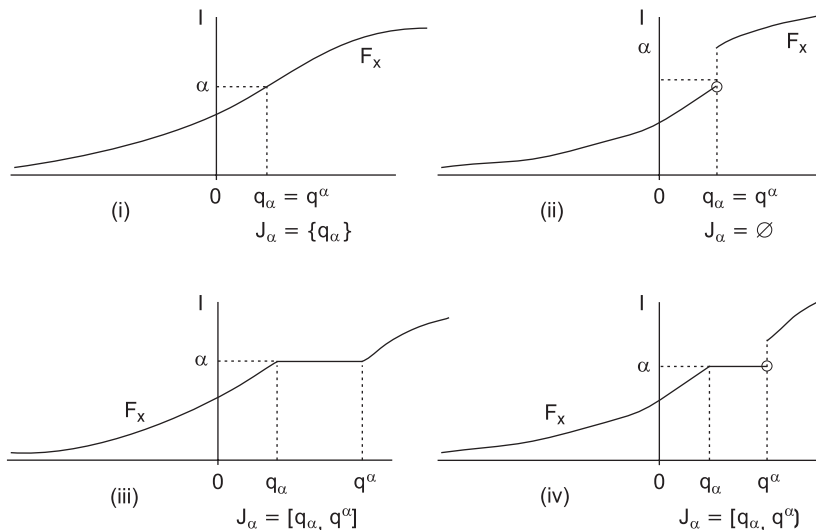 I
F_x
α
0 q_α = q^α
(i)
J_α = {q_α}
I
α
F_x
0 q_α = q^α
(ii)
J_α = ∅
I
α
F_x
0 q_α q^α
(iii)
J_α = [q_α, q^α]
I
α
F_x
0 q_α q^α
(iv)
J_α = [q_α, q^α)